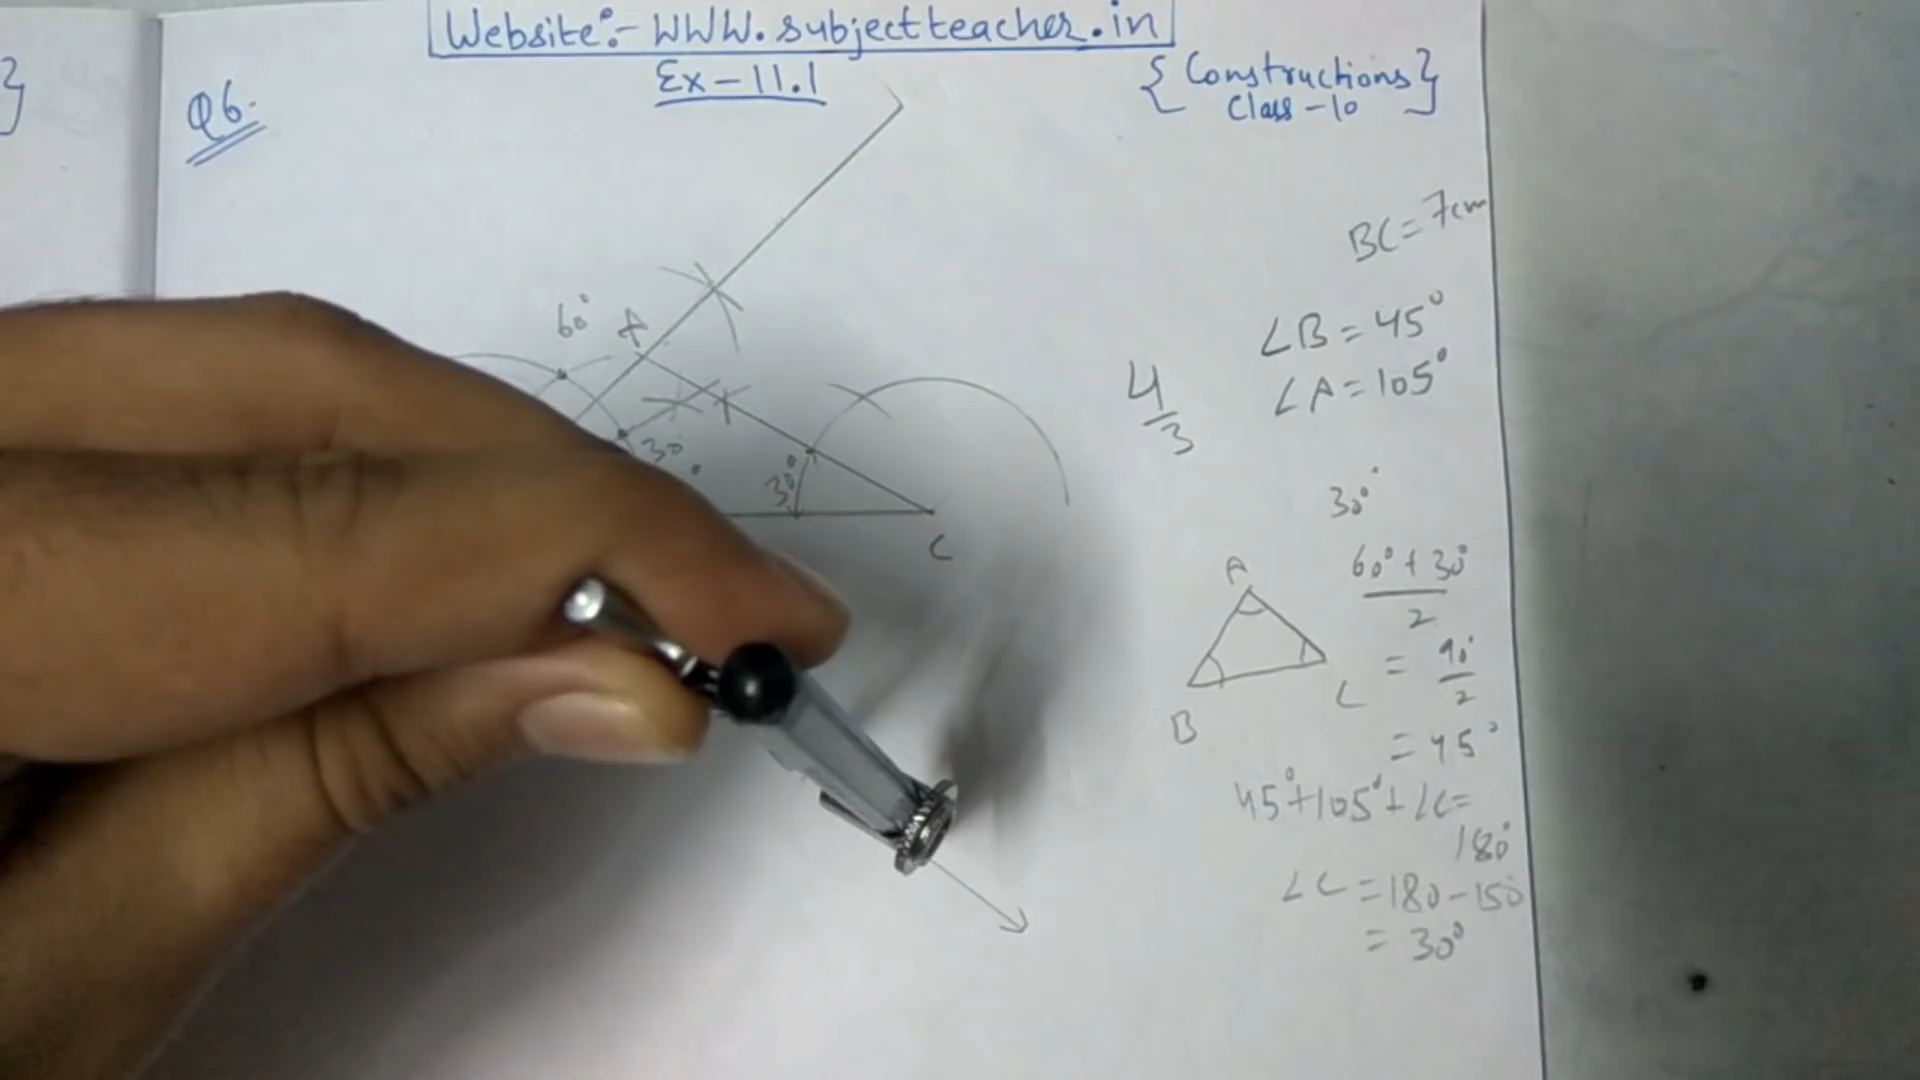 }
Website:- WWW.subjectteacher.in
Ex-11.1
{ Constructions }
Class-10
Q6.
BC=7cm
∠B=45°
∠A=105°
4/3
60°
A
30°
30°
C
30°
A
B
C
60°+30°
2
= 90°
2
= 45°
45°+105°+∠C=
180°
∠C=180-150
= 30°